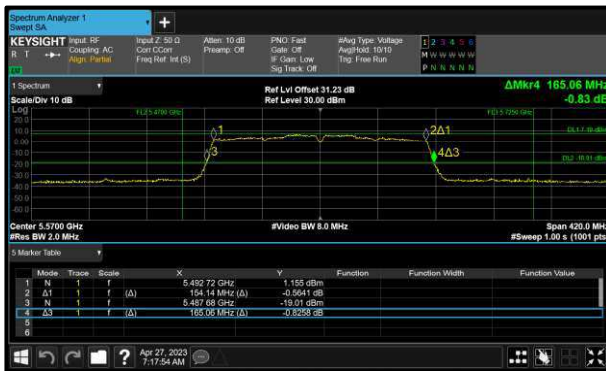 Spectrum Analyzer 1
Swept SA
KEYSIGHT
R T
Input: RF
Coupling: AC
Align: Partial
Input Z: 50 Ω
Corr CCorr
Freq Ref: Int (S)
Atten: 10 dB
Preamp: Off
PNO: Fast
Gate: Off
IF Gain: Low
Sig Track: Off
#Avg Type: Voltage
Avg|Hold: 10/10
Trig: Free Run
1 2 3 4 5 6
M W W W W W
P N N N N N
1 Spectrum
Scale/Div 10 dB
Ref Lvl Offset 31.23 dB
Ref Level 30.00 dBm
ΔMkr4 165.06 MHz
-0.83 dB
Log
20.0
10.0
0.00
-10.0
-20.0
-30.0
-40.0
-50.0
-60.0
1
2Δ1
3
4Δ3
Center 5.5700 GHz
#Video BW 8.0 MHz
Span 420.0 MHz
#Res BW 2.0 MHz
#Sweep 1.00 s (1001 pts)
5 Marker Table
Mode Trace Scale X Y Function Function Width Function Value
1 N 1 f 5.492 72 GHz 1.155 dBm
2 Δ1 1 f (Δ) 154.14 MHz (Δ) -0.5641 dB
3 N 1 f 5.487 68 GHz -19.01 dBm
4 Δ3 1 f (Δ) 165.06 MHz (Δ) -0.8258 dB
5
6
Apr 27, 2023
7:17:54 AM